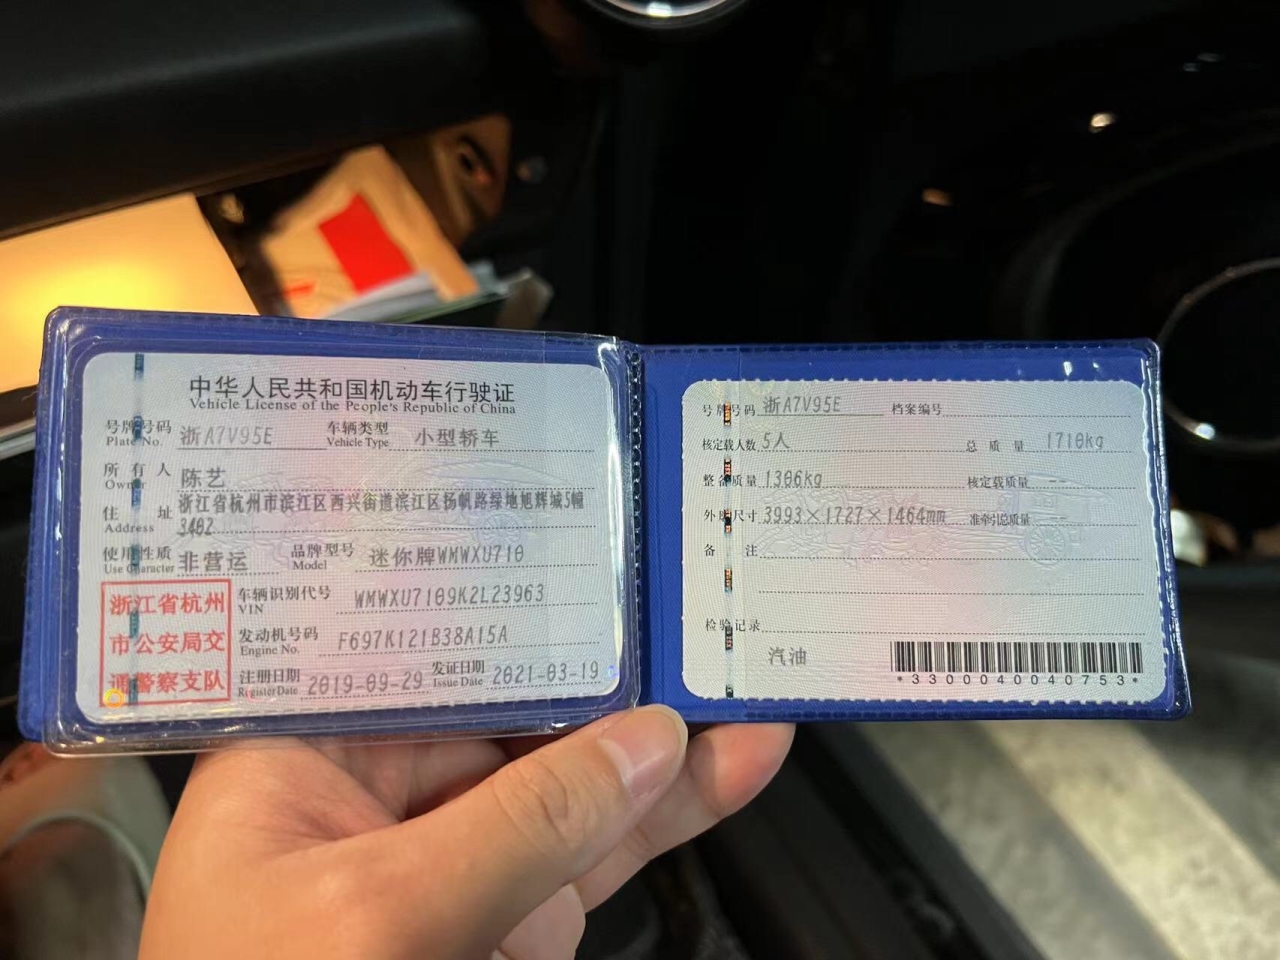 中华人民共和国机动车行驶证
Vehicle License of the People's Republic of China
号牌号码 浙A7V95E 车辆类型 小型轿车
Plate No. Vehicle Type
所有人 陈艺
Owner
住址 浙江省杭州市滨江区西兴街道滨江区扬帆路绿地旭辉城5幢
Address 3402
使用性质 非营运 品牌型号 迷你牌WMWXU710
Use Character Model
浙江省杭州
市公安局交
通警察支队
车辆识别代号 WMWXU7109K2L23963
VIN
发动机号码 F697K121B38A15A
Engine No.
注册日期 2019-09-29 发证日期 2021-03-19
Register Date Issue Date
号牌号码 浙A7V95E 档案编号
核定载人数 5人 总质量 1710kg
整备质量 1306kg 核定载质量 --
外廓尺寸 3993×1727×1464mm 准牵引总质量 --
备注
检验记录
汽油
*3300040040753*